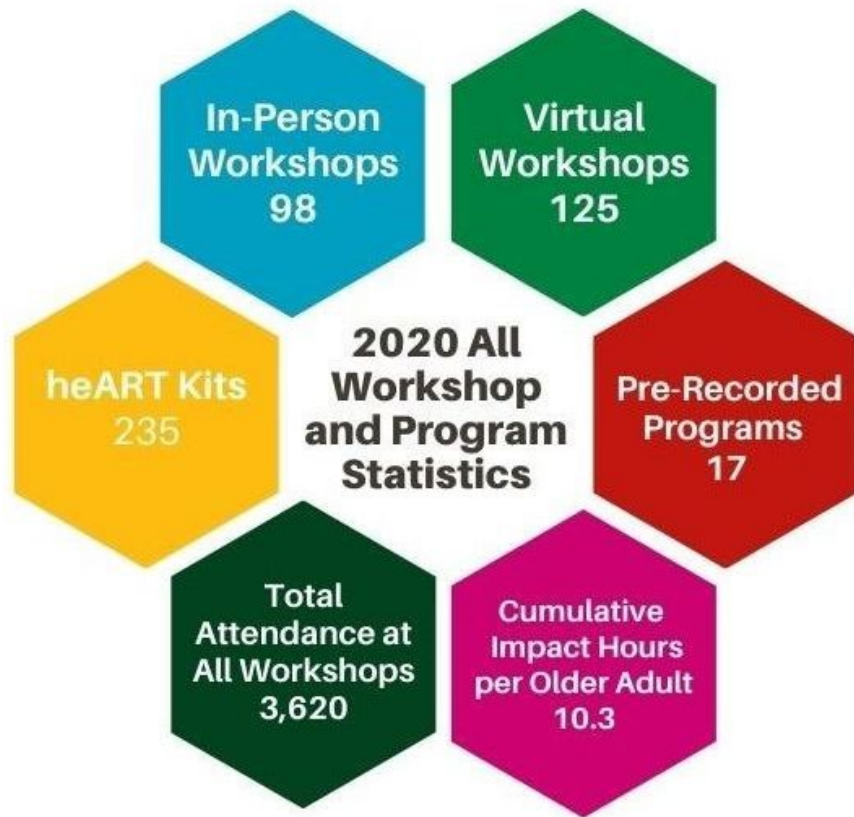 In-Person
Workshops
98
Virtual
Workshops
125
heART Kits
235
2020 All
Workshop
and Program
Statistics
Pre-Recorded
Programs
17
Total
Attendance at
All Workshops
3,620
Cumulative
Impact Hours
per Older Adult
10.3